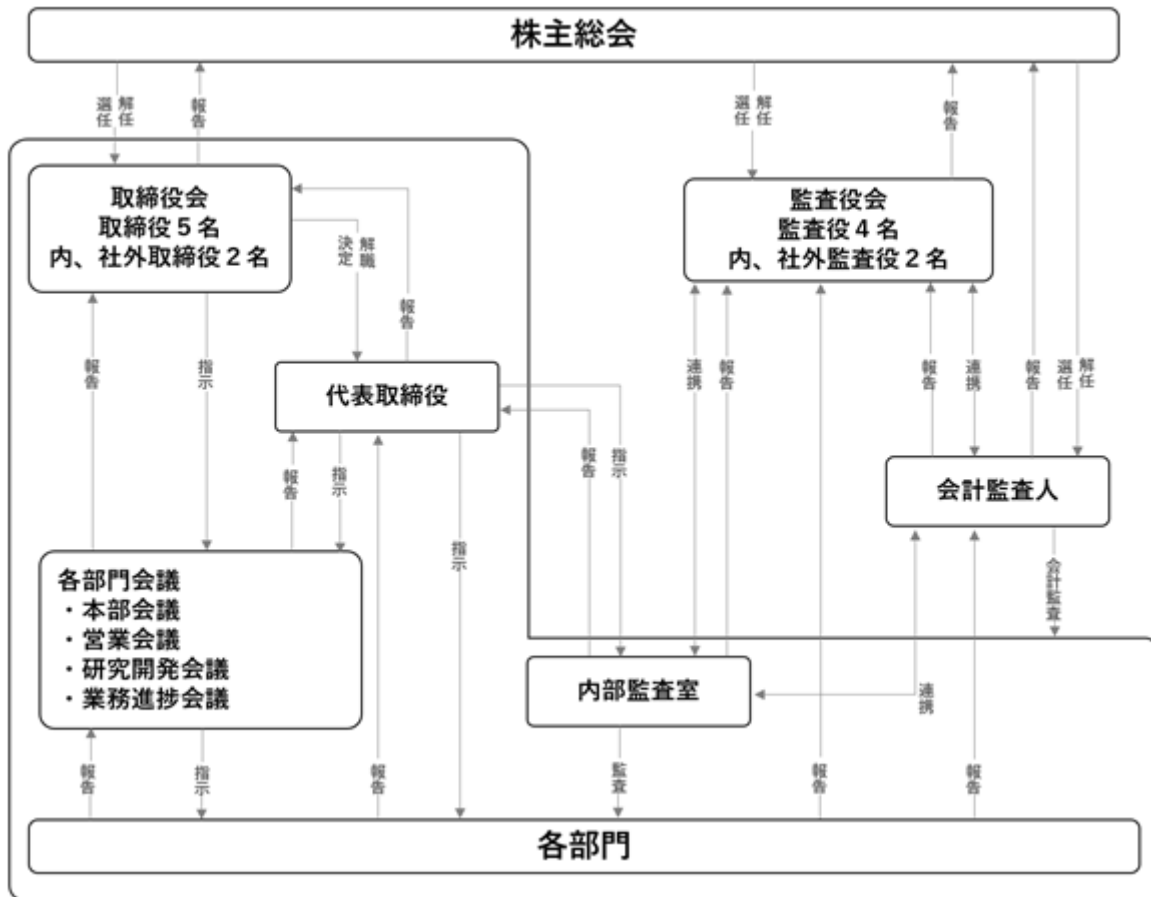 株主総会
選任
解任
報告
選任
解任
報告
報告
選任
解任
取締役会
取締役5名
内、社外取締役2名
監査役会
監査役4名
内、社外監査役2名
決定
解職
報告
報告
指示
連携
報告
報告
連携
代表取締役
報告
指示
報告
指示
会計監査人
指示
会計監査
各部門会議
・本部会議
・営業会議
・研究開発会議
・業務進捗会議
内部監査室
連携
報告
指示
報告
監査
報告
報告
各部門